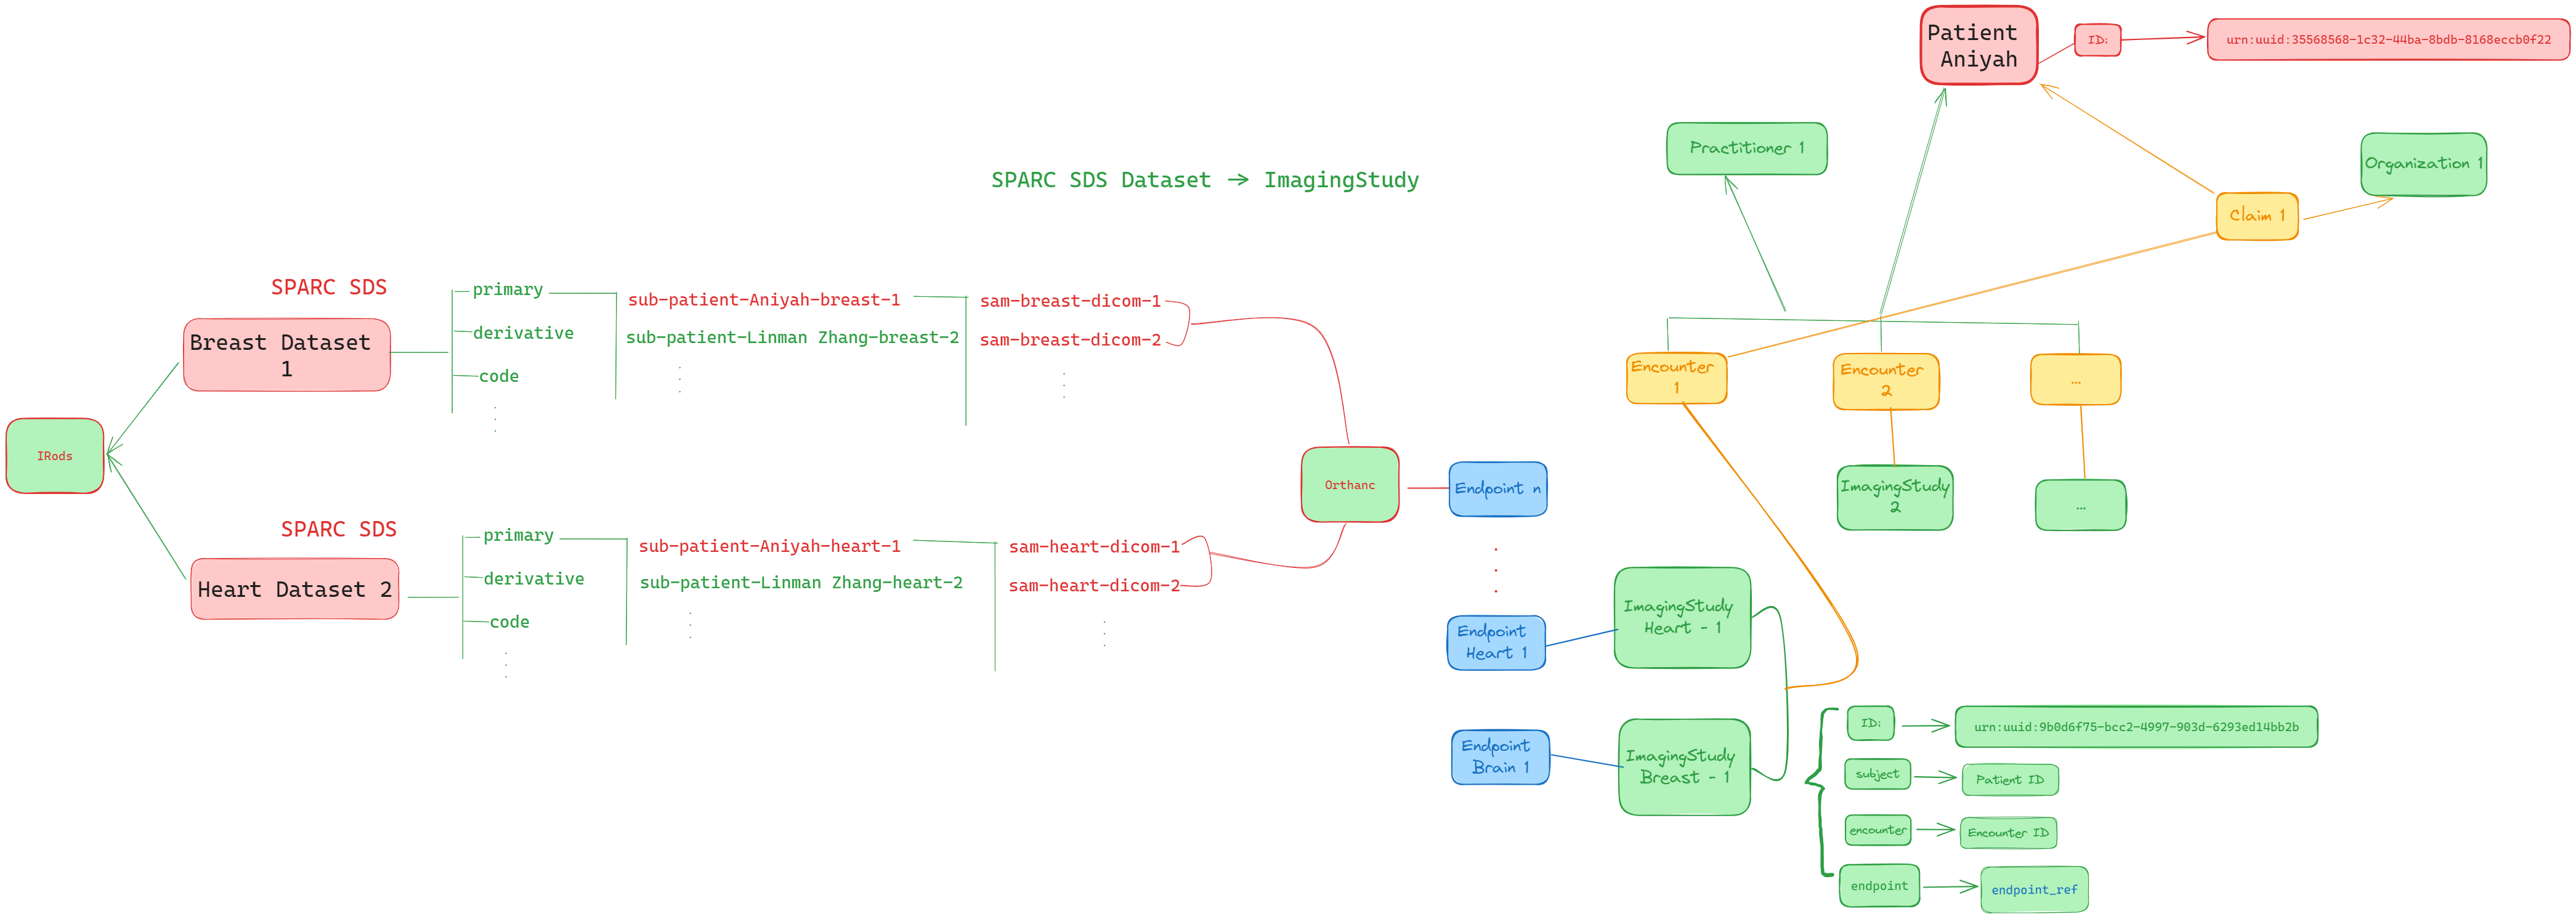 Patient
Aniyah
ID:
urn:uuid:35568568-1c32-44ba-8bdb-8168eccb0f22
Practitioner 1
Organization 1
SPARC SDS Dataset -> ImagingStudy
Claim 1
SPARC SDS
Breast Dataset
1
primary
derivative
code
sub-patient-Aniyah-breast-1
sub-patient-Linman Zhang-breast-2
sam-breast-dicom-1
sam-breast-dicom-2
Encounter
1
Encounter
2
...
IRods
Orthanc
Endpoint n
ImagingStudy
2
...
SPARC SDS
Heart Dataset 2
primary
derivative
code
sub-patient-Aniyah-heart-1
sub-patient-Linman Zhang-heart-2
sam-heart-dicom-1
sam-heart-dicom-2
Endpoint
Heart 1
ImagingStudy
Heart - 1
Endpoint
Brain 1
ImagingStudy
Breast - 1
ID:
urn:uuid:9b0d6f75-bcc2-4997-903d-6293ed14bb2b
subject
Patient ID
encounter
Encounter ID
endpoint
endpoint_ref